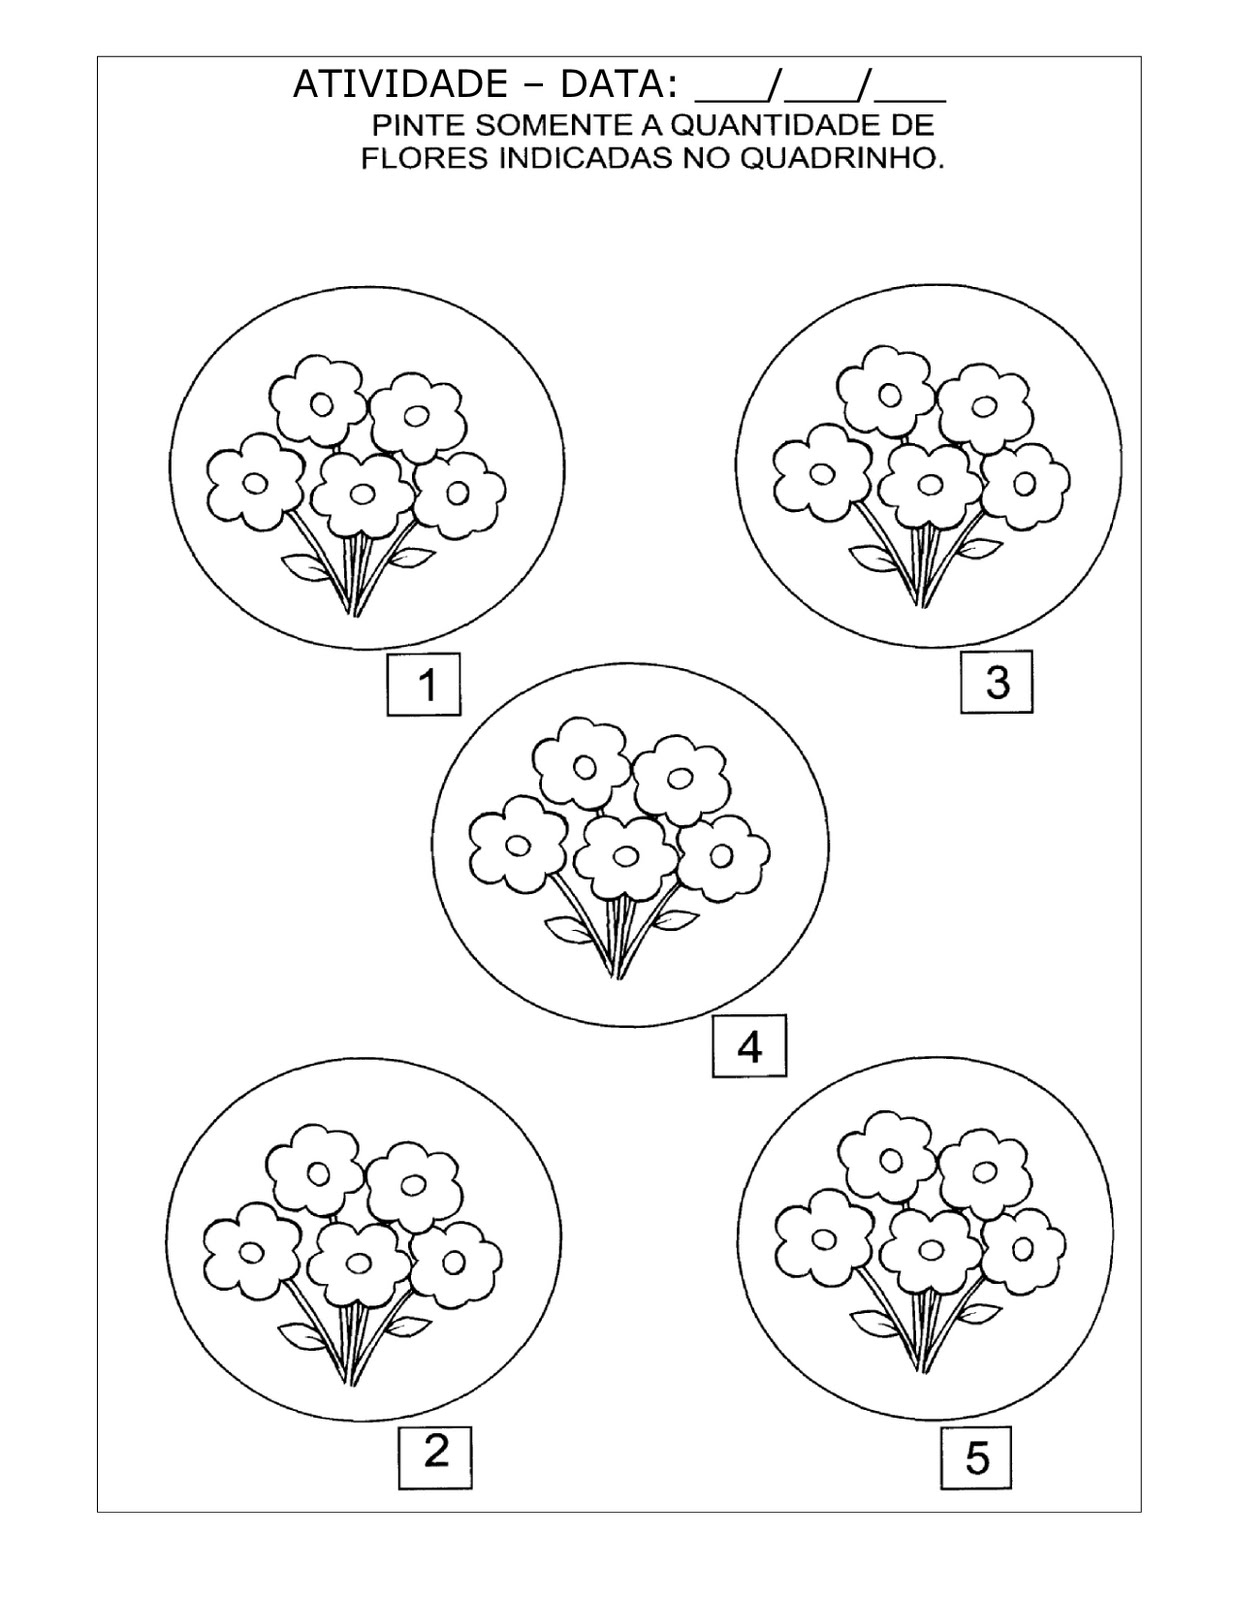 ATIVIDADE – DATA: ___/___/___
PINTE SOMENTE A QUANTIDADE DE
FLORES INDICADAS NO QUADRINHO.
1
3
4
2
5